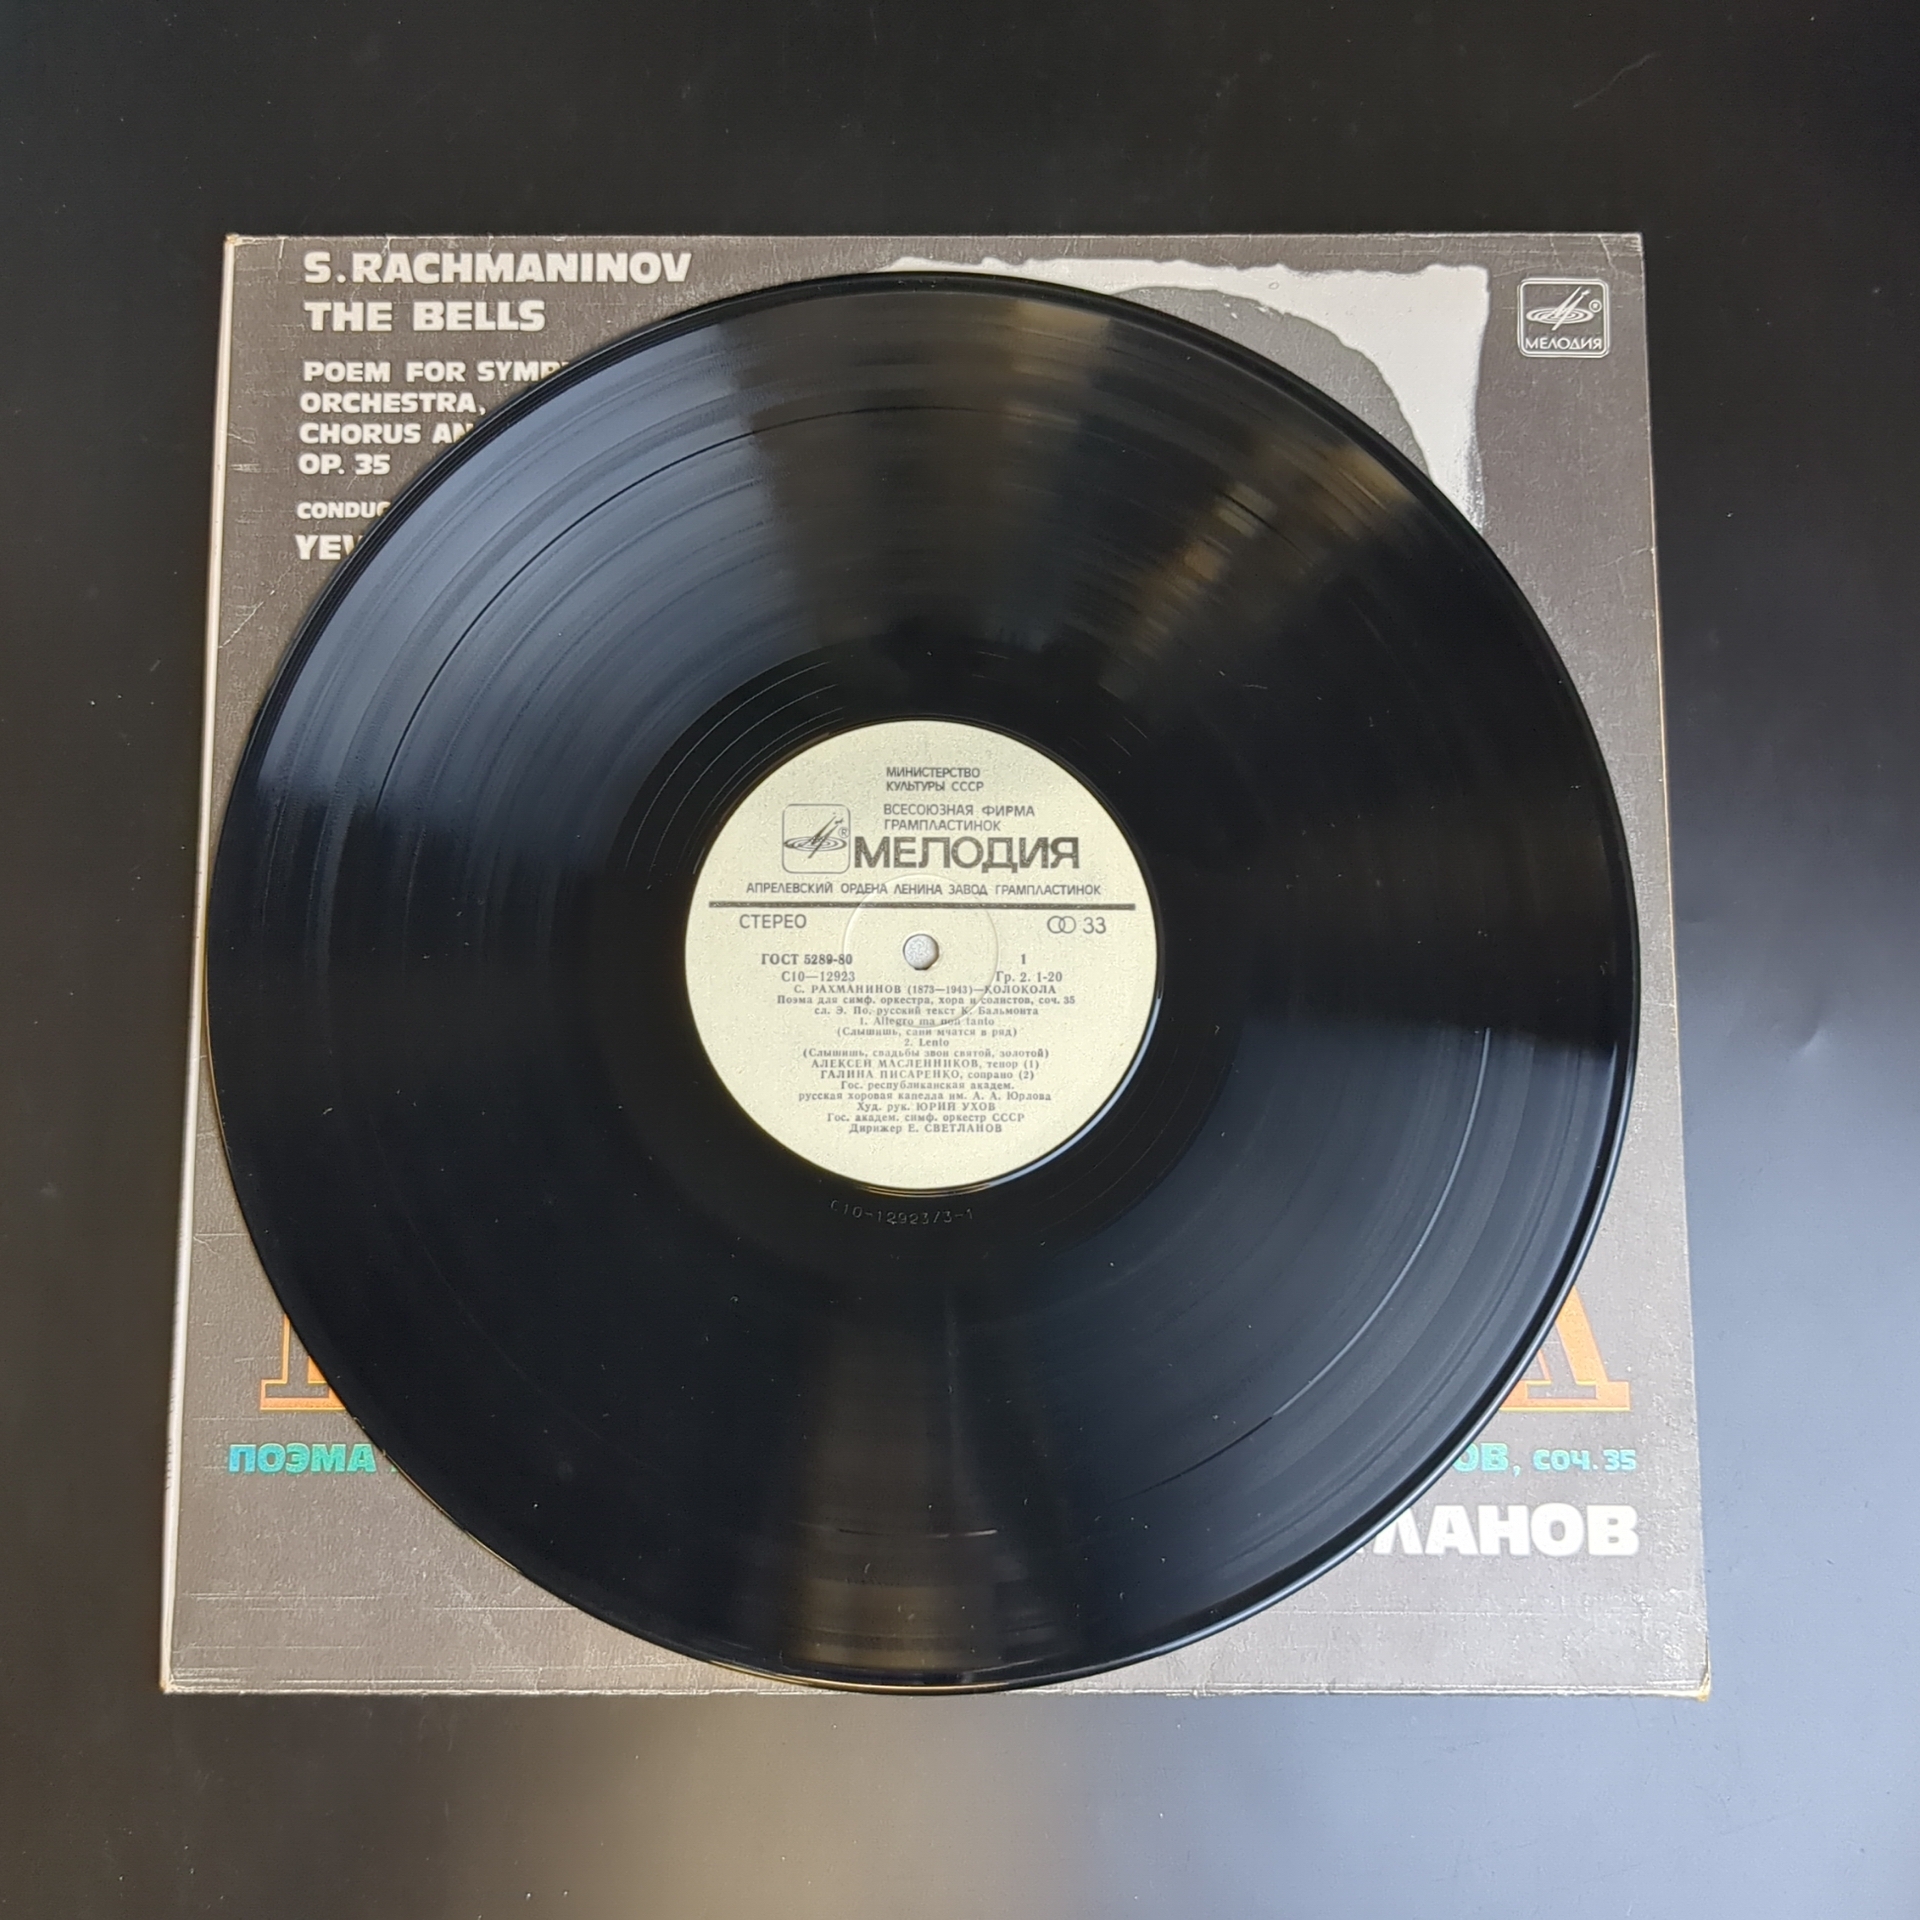 S.RACHMANINOV
THE BELLS
POEM FOR SYMP
ORCHESTRA,
CHORUS AN
OP. 35
CONDUC
YEV
МЕЛОДИЯ
МИНИСТЕРСТВО
КУЛЬТУРЫ СССР
ВСЕСОЮЗНАЯ ФИРМА
ГРАМПЛАСТИНОК
МЕЛОДИЯ
АПРЕЛЕВСКИЙ ОРДЕНА ЛЕНИНА ЗАВОД ГРАМПЛАСТИНОК
СТЕРЕО 33
ГОСТ 5289-80 1
С10—12923 Гр. 2. 1-20
С. РАХМАНИНОВ (1873—1943)—КОЛОКОЛА
Поэма для симф. оркестра, хора и солистов, соч. 35
сл. Э. По, русский текст К. Бальмонта
1. Allegro ma non tanto
(Слышишь, сани мчатся в ряд)
2. Lento
(Слышишь, свадьбы звон святой, золотой)
АЛЕКСЕЙ МАСЛЕННИКОВ, тенор (1)
ГАЛИНА ПИСАРЕНКО, сопрано (2)
Гос. республиканская академ.
русская хоровая капелла им. А. А. Юрлова
Худ. рук. ЮРИЙ УХОВ
Гос. академ. симф. оркестр СССР
Дирижер Е. СВЕТЛАНОВ
С10-12923/3-1
ПОЭМА ОВ, СОЧ. 35
ЛАНОВ